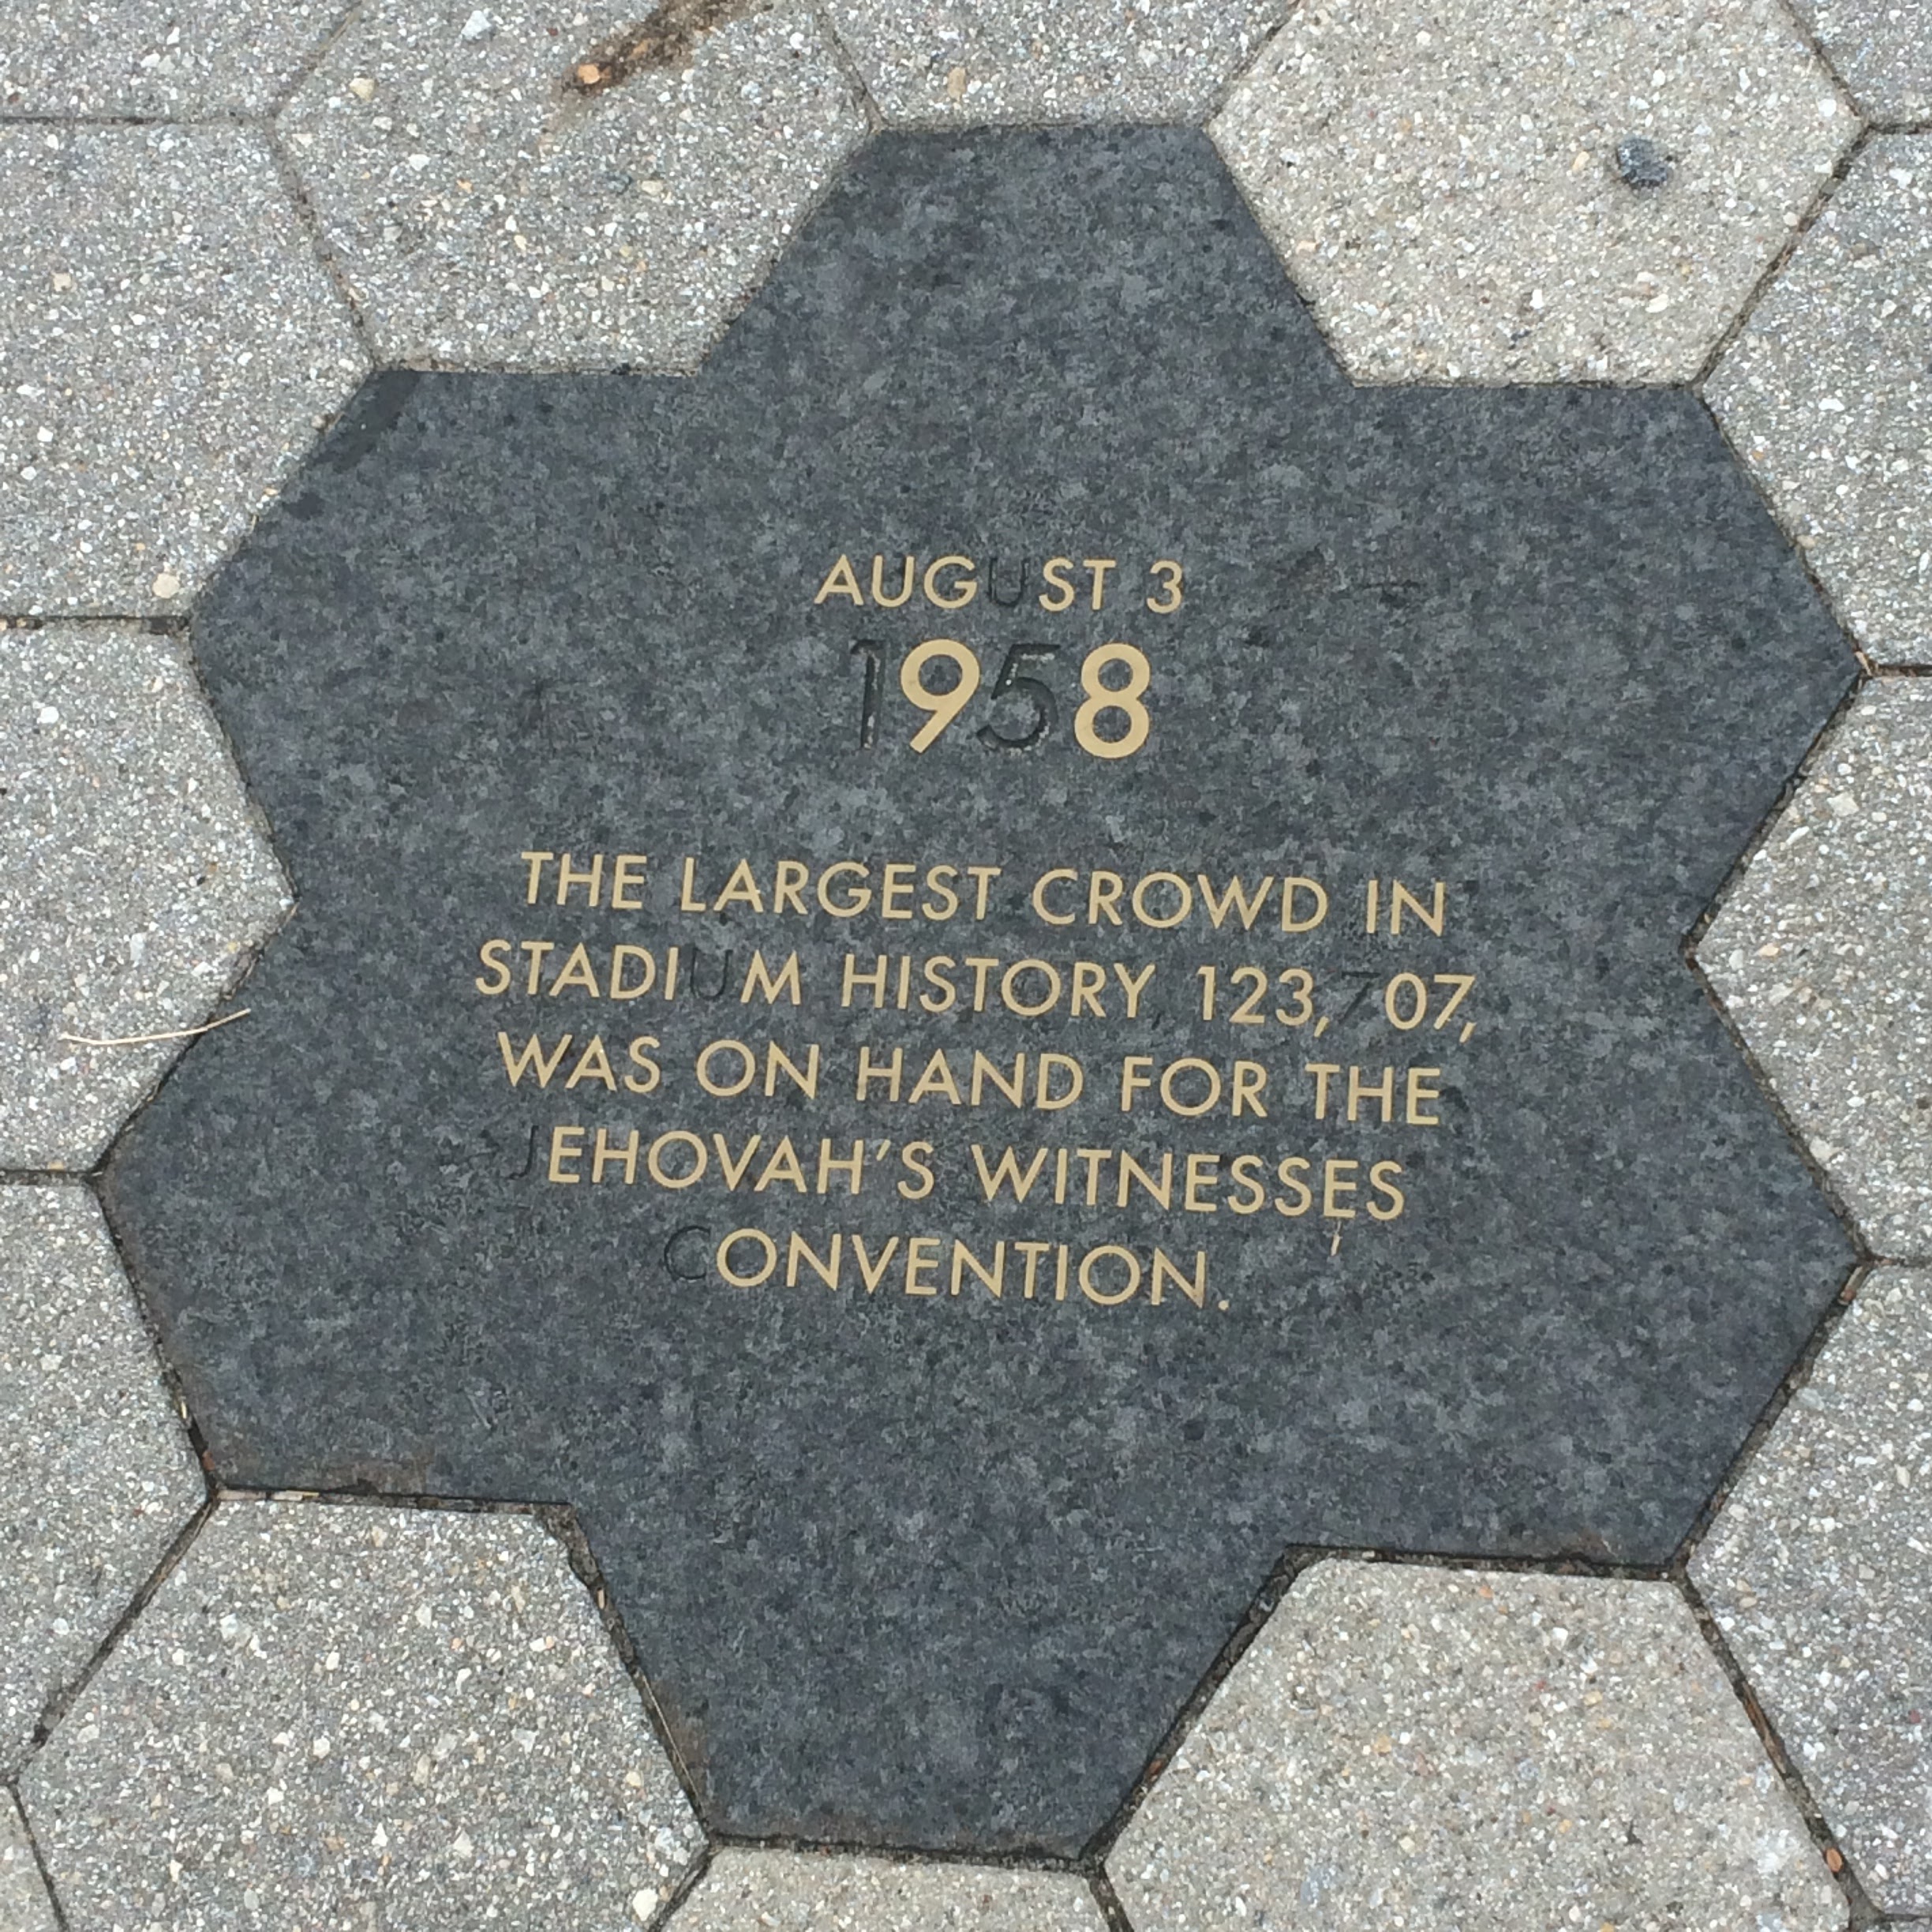 AUGUST 3
1958
THE LARGEST CROWD IN
STADIUM HISTORY 123,707,
WAS ON HAND FOR THE
JEHOVAH'S WITNESSES
CONVENTION.